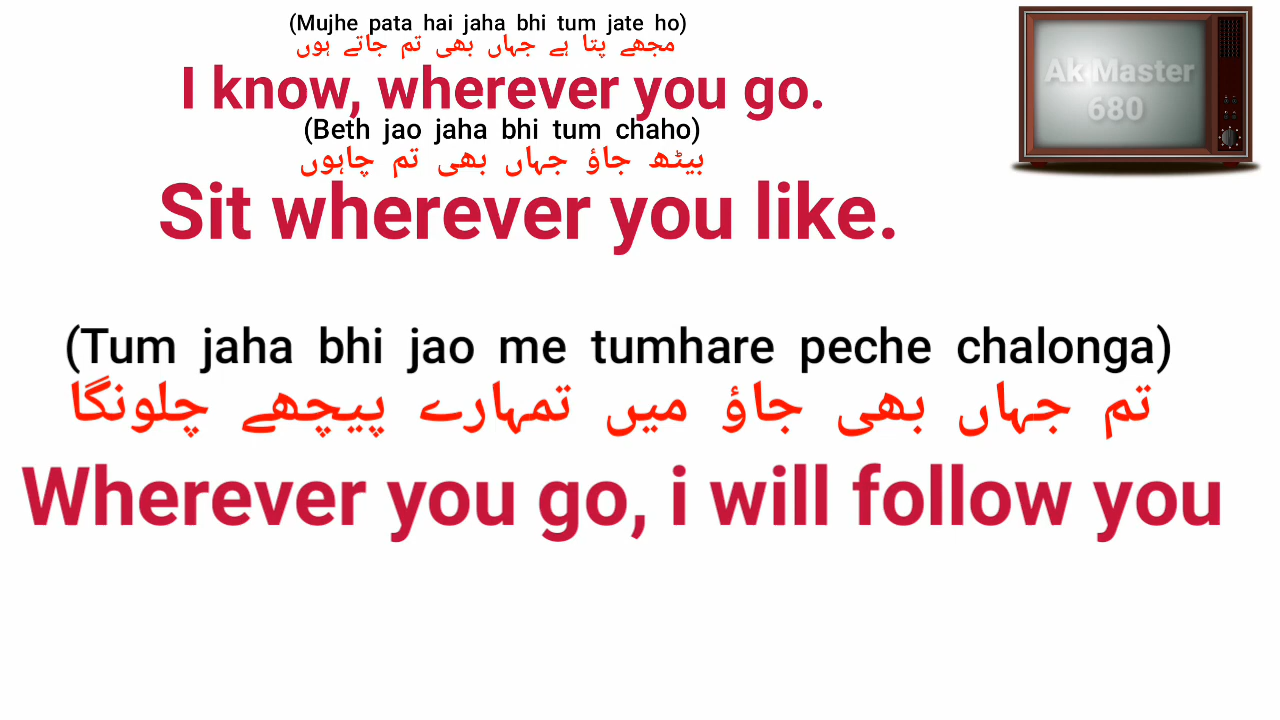 (Mujhe pata hai jaha bhi tum jate ho)
مجھے پتا ہے جہاں بھی تم جاتے ہوں
I know, wherever you go.
(Beth jao jaha bhi tum chaho)
بیٹھ جاؤ جہاں بھی تم چاہوں
Sit wherever you like.
(Tum jaha bhi jao me tumhare peche chalonga)
تم جہاں بھی جاؤ میں تمہارے پیچھے چلونگا
Wherever you go, i will follow you
Ak Master
680